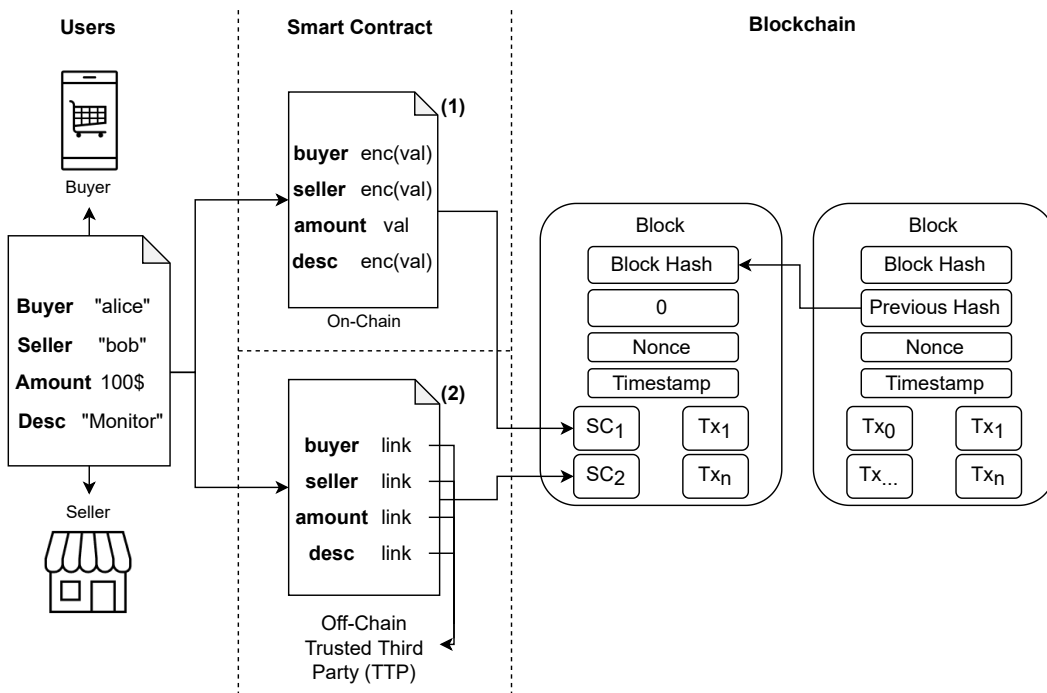 Users
Smart Contract
Blockchain
Buyer
Buyer "alice"
Seller "bob"
Amount 100$
Desc "Monitor"
Seller
(1)
buyer enc(val)
seller enc(val)
amount val
desc enc(val)
On-Chain
(2)
buyer link
seller link
amount link
desc link
Off-Chain
Trusted Third
Party (TTP)
Block
Block Hash
0
Nonce
Timestamp
SC₁ Tx₁
SC₂ Txₙ
Block
Block Hash
Previous Hash
Nonce
Timestamp
Tx₀ Tx₁
Tx... Txₙ